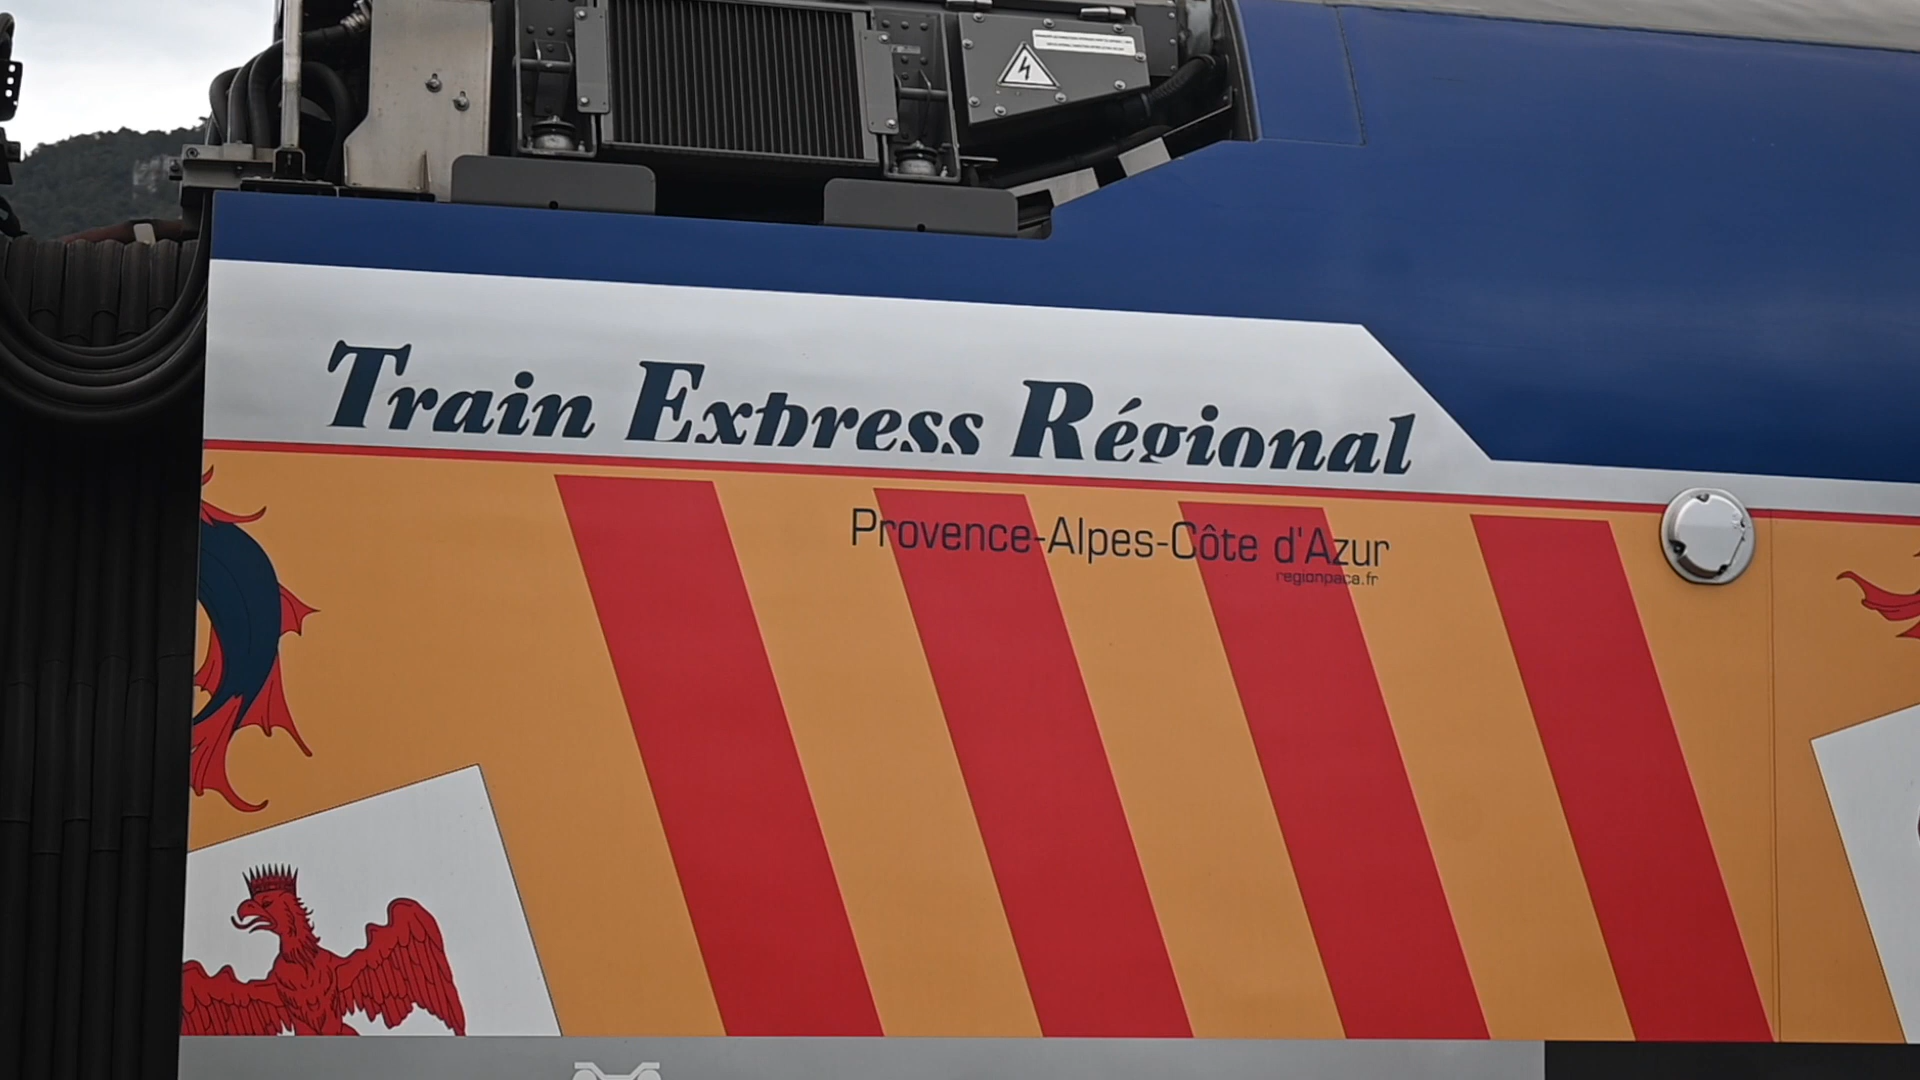 Train Express Régional
Provence-Alpes-Côte d'Azur
regionpaca.fr